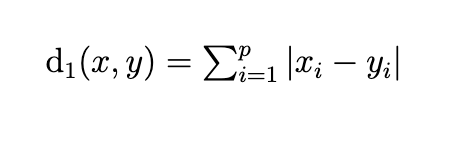 d₁(x, y) = ∑ᵢ₌₁ᵖ |xᵢ − yᵢ|